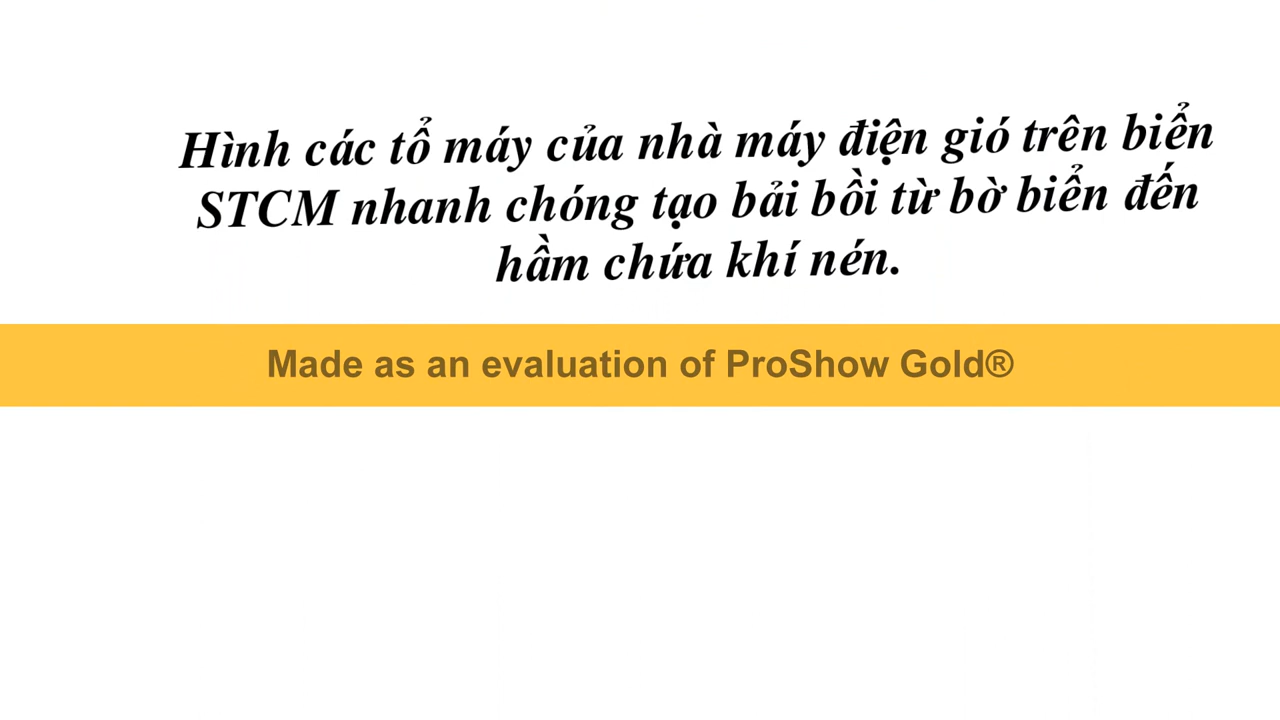 Hình các tổ máy của nhà máy điện gió trên biển
STCM nhanh chóng tạo bải bồi từ bờ biển đến
hầm chứa khí nén.
Made as an evaluation of ProShow Gold®